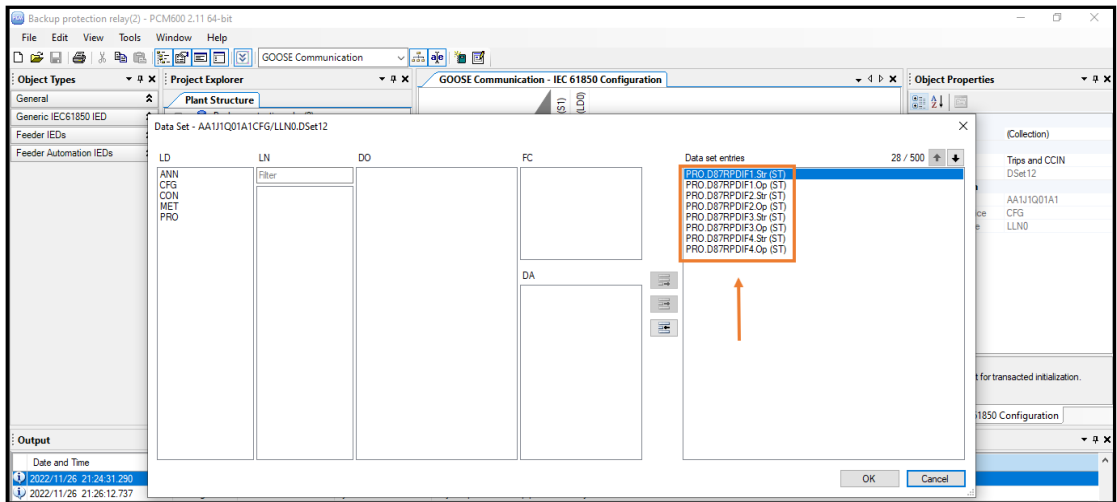 Backup protection relay(2) - PCM600 2.11 64-bit
File Edit View Tools Window Help
GOOSE Communication
Object Types
Project Explorer
GOOSE Communication - IEC 61850 Configuration
Object Properties
General
Plant Structure
(S1)
(LD0)
Generic IEC61850 IED
Feeder IEDs
Feeder Automation IEDs
Data Set - AA1J1Q01A1CFG/LLN0.DSet12
LD
LN
DO
FC
Data set entries
28 / 500
ANN
CFG
CON
MET
PRO
Filter
DA
PRO.D87RPDIF1.Str (ST)
PRO.D87RPDIF1.Op (ST)
PRO.D87RPDIF2.Str (ST)
PRO.D87RPDIF2.Op (ST)
PRO.D87RPDIF3.Str (ST)
PRO.D87RPDIF3.Op (ST)
PRO.D87RPDIF4.Str (ST)
PRO.D87RPDIF4.Op (ST)
OK
Cancel
(Collection)
Trips and CCIN
DSet12
AA1J1Q01A1
ce CFG
e LLN0
t for transacted initialization.
1850 Configuration
Output
Date and Time
2022/11/26 21:24:31.290
2022/11/26 21:26:12.737